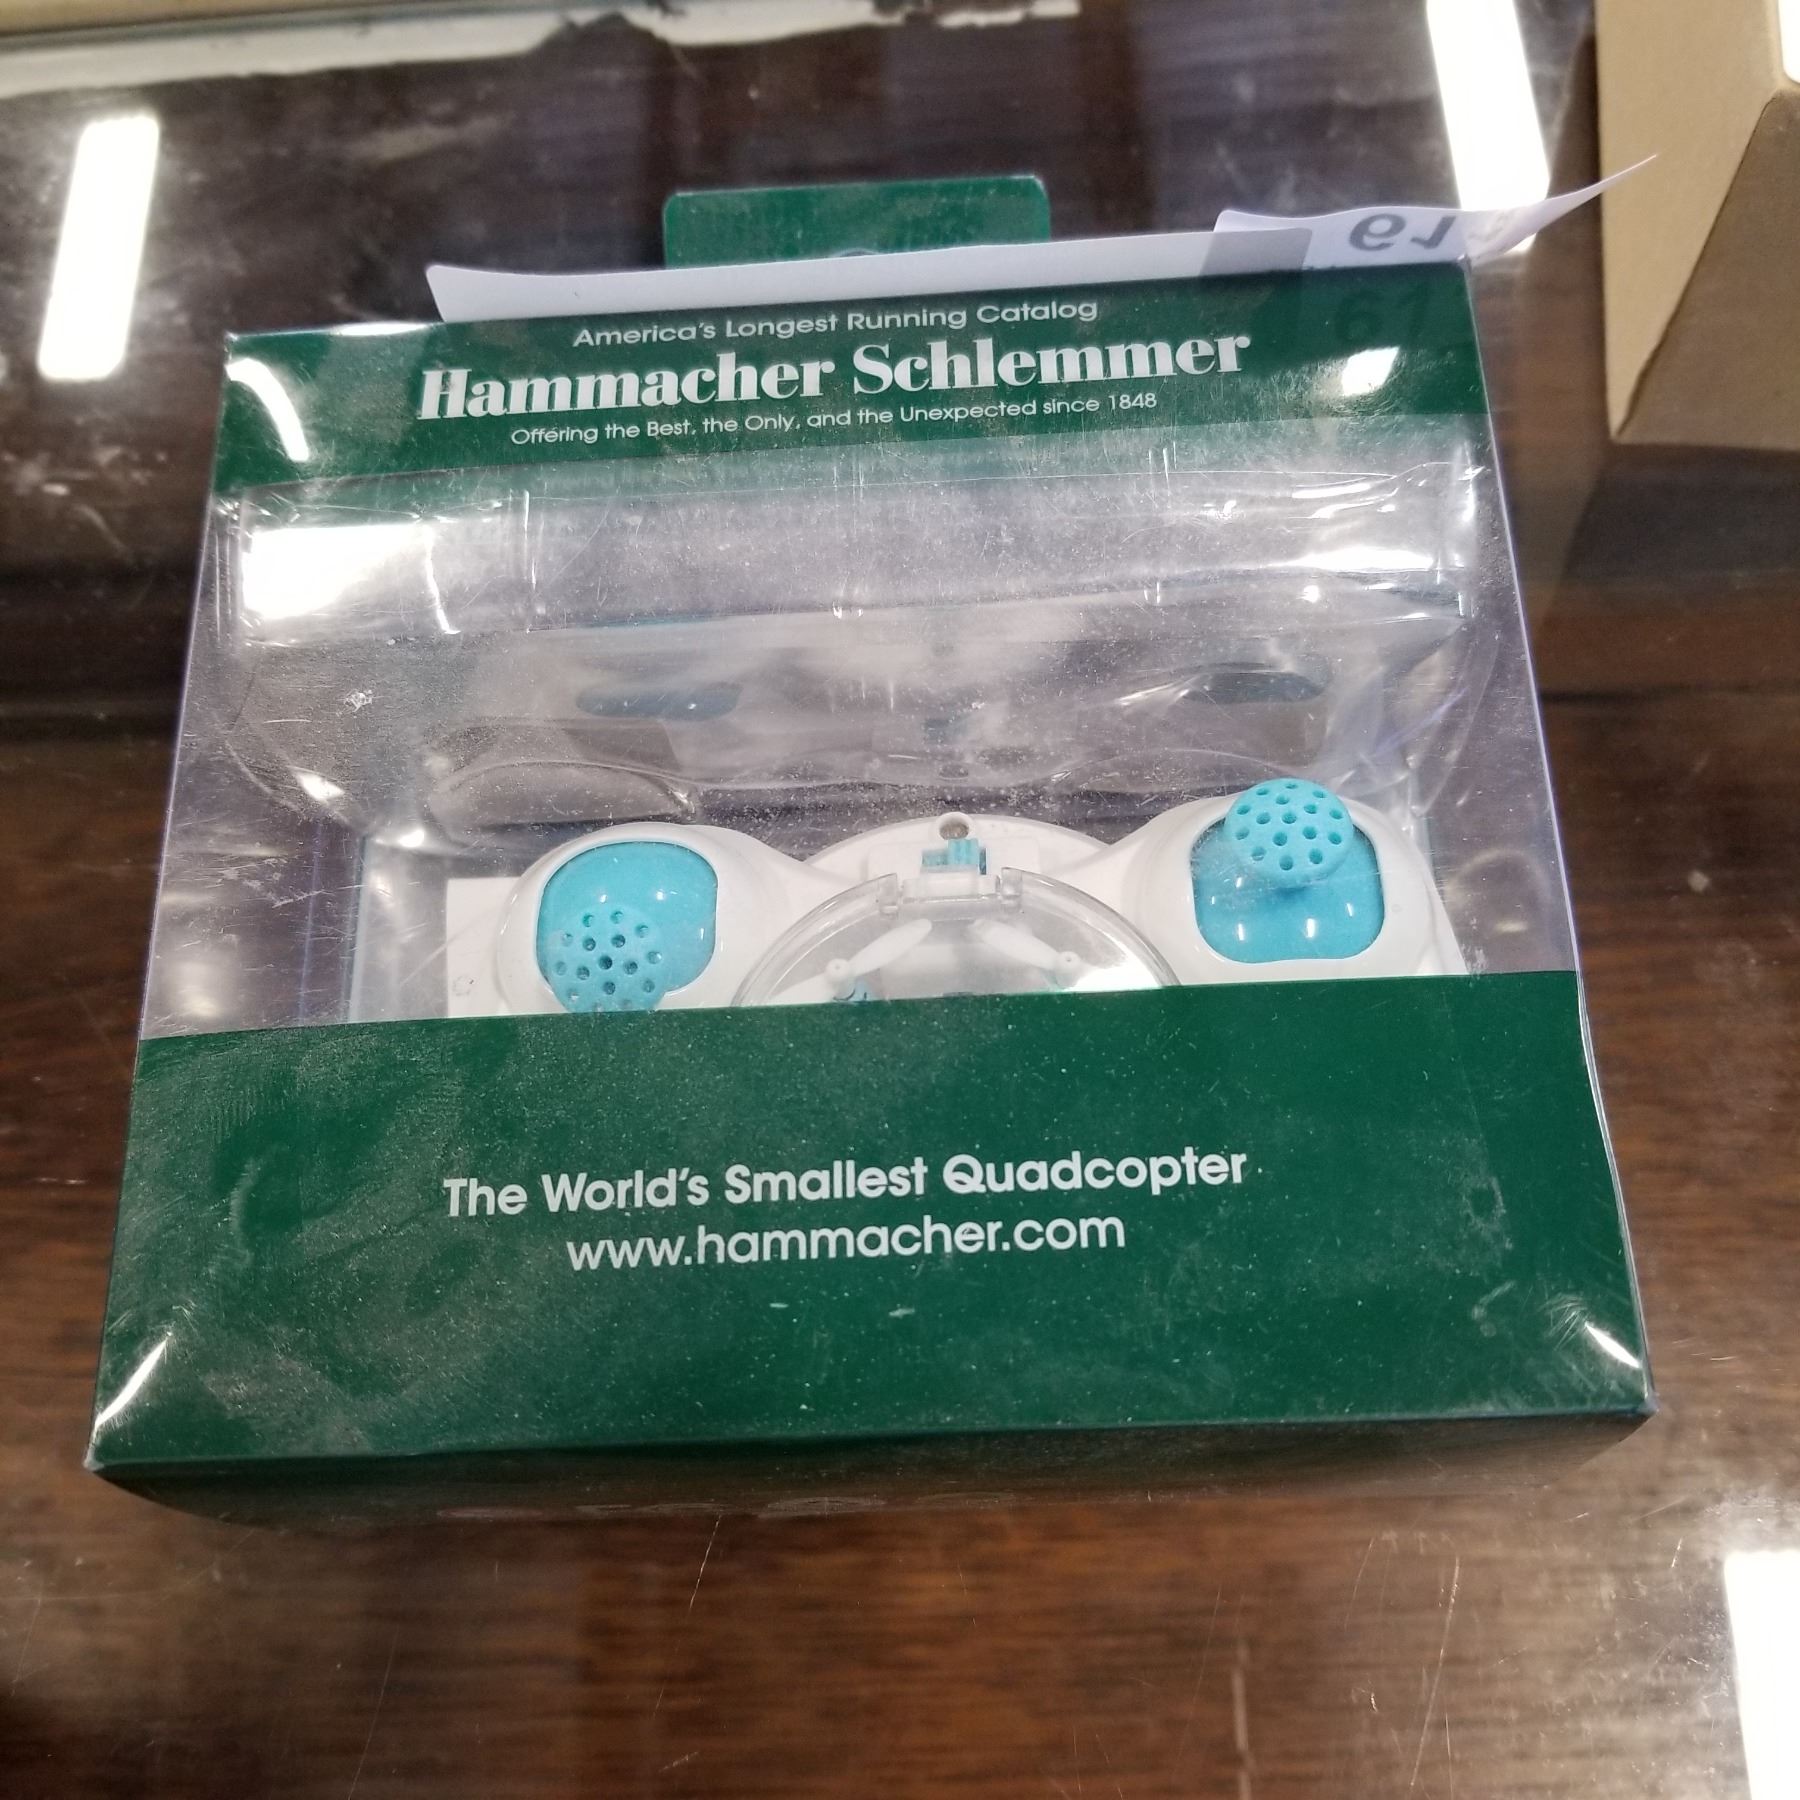 61
America's Longest Running Catalog
Hammacher Schlemmer
Offering the Best, the Only, and the Unexpected since 1848
The World's Smallest Quadcopter
www.hammacher.com